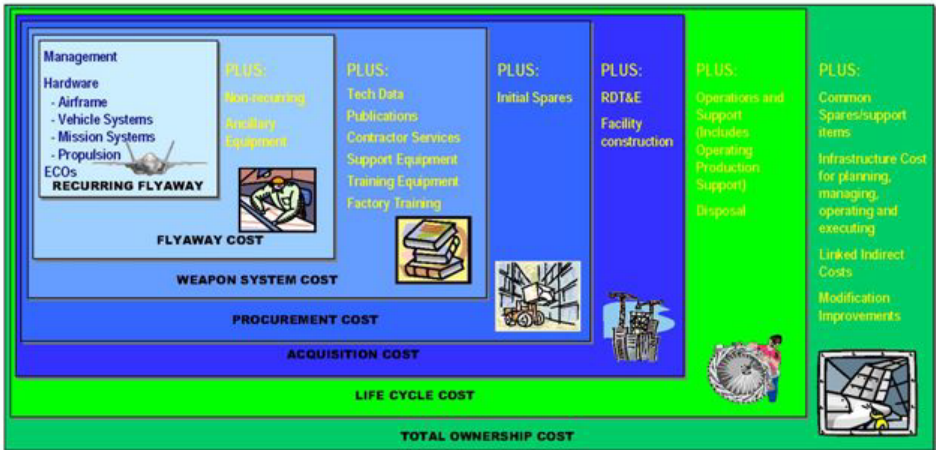 Management
Hardware
- Airframe
- Vehicle Systems
- Mission Systems
- Propulsion
ECOs
RECURRING FLYAWAY
PLUS:
Non-recurring
Ancillary
Equipment
FLYAWAY COST
PLUS:
Tech Data
Publications
Contractor Services
Support Equipment
Training Equipment
Factory Training
WEAPON SYSTEM COST
PLUS:
Initial Spares
PROCUREMENT COST
PLUS:
RDT&E
Facility
construction
ACQUISITION COST
PLUS:
Operations and
Support
(Includes
Operating
Production
Support)
Disposal
LIFE CYCLE COST
PLUS:
Common
Spares/support
items
Infrastructure Cost
for planning,
managing,
operating and
executing
Linked Indirect
Costs
Modification
Improvements
TOTAL OWNERSHIP COST